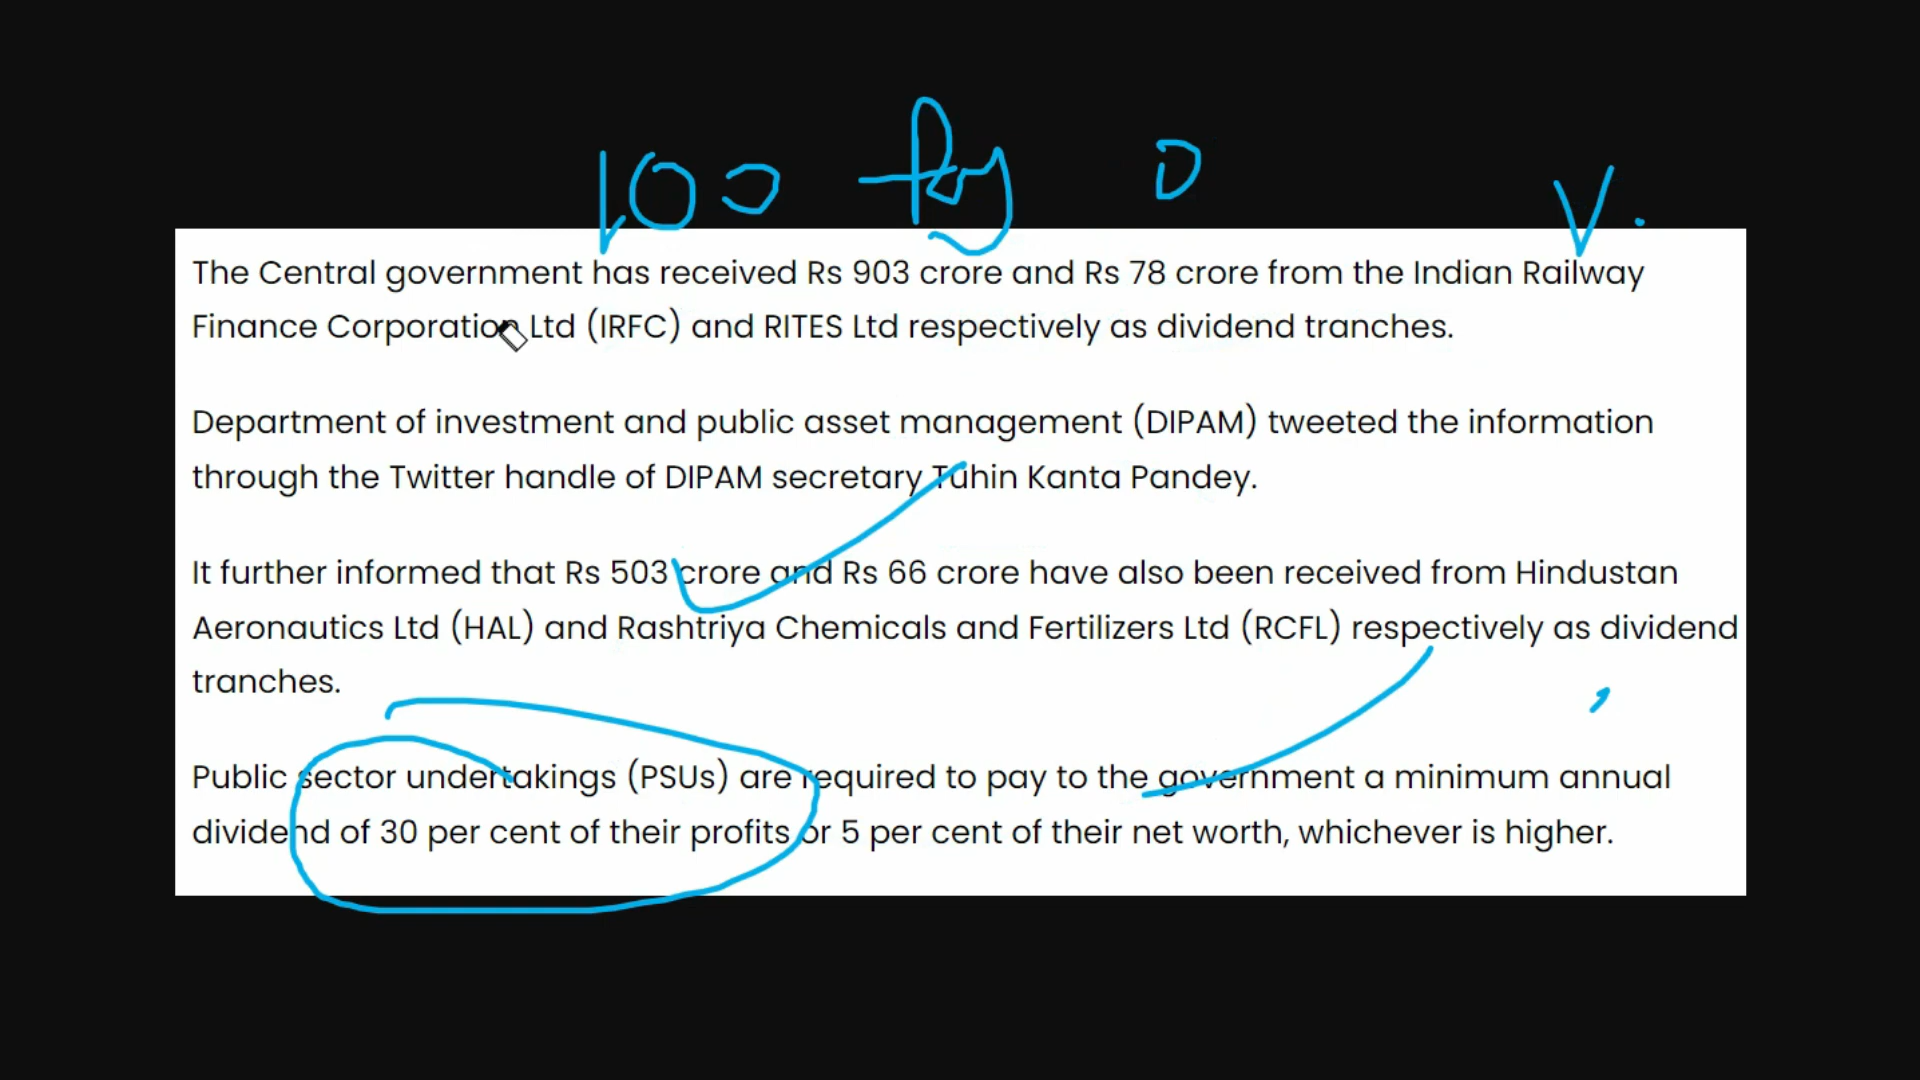 100
The Central government has received Rs 903 crore and Rs 78 crore from the Indian Railway
Finance Corporation Ltd (IRFC) and RITES Ltd respectively as dividend tranches.
Department of investment and public asset management (DIPAM) tweeted the information
through the Twitter handle of DIPAM secretary Tuhin Kanta Pandey.
It further informed that Rs 503 crore and Rs 66 crore have also been received from Hindustan
Aeronautics Ltd (HAL) and Rashtriya Chemicals and Fertilizers Ltd (RCFL) respectively as dividend
tranches.
Public sector undertakings (PSUs) are required to pay to the government a minimum annual
dividend of 30 per cent of their profits or 5 per cent of their net worth, whichever is higher.